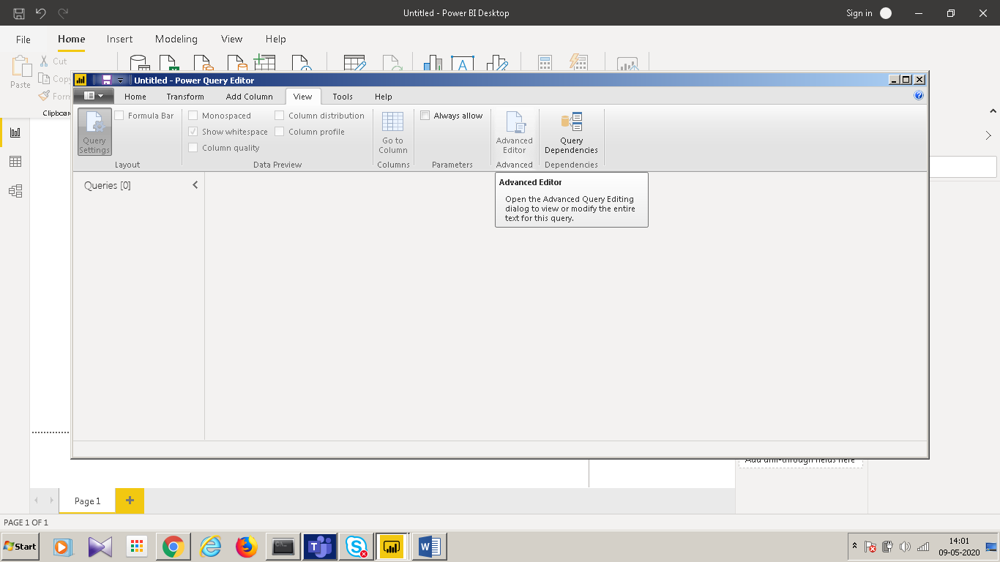 Untitled - Power BI Desktop
Sign in
File
Home
Insert
Modeling
View
Help
Paste
Cut
Copy
Form
Clipboar
Untitled - Power Query Editor
Home
Transform
Add Column
View
Tools
Help
Query
Settings
Formula Bar
Layout
Monospaced
Show whitespace
Column quality
Column distribution
Column profile
Data Preview
Go to
Column
Columns
Always allow
Parameters
Advanced
Editor
Advanced
Query
Dependencies
Dependencies
Queries [0]
Advanced Editor
Open the Advanced Query Editing
dialog to view or modify the entire
text for this query.
Add drill-through fields here
Page 1
PAGE 1 OF 1
Start
14:01
09-05-2020